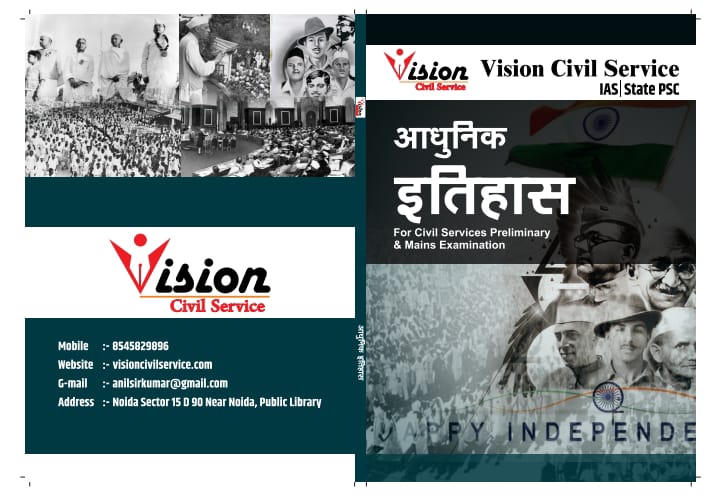 Vision
Civil Service
Mobile :- 8545829896
Website :- visioncivilservice.com
G-mail :- anilsirkumar@gmail.com
Address :- Noida Sector 15 D 90 Near Noida, Public Library
आधुनिक इतिहास
Vision
Civil Service
Vision Civil Service
IAS| State PSC
आधुनिक
इतिहास
For Civil Services Preliminary
& Mains Examination
APPY INDEPENDE